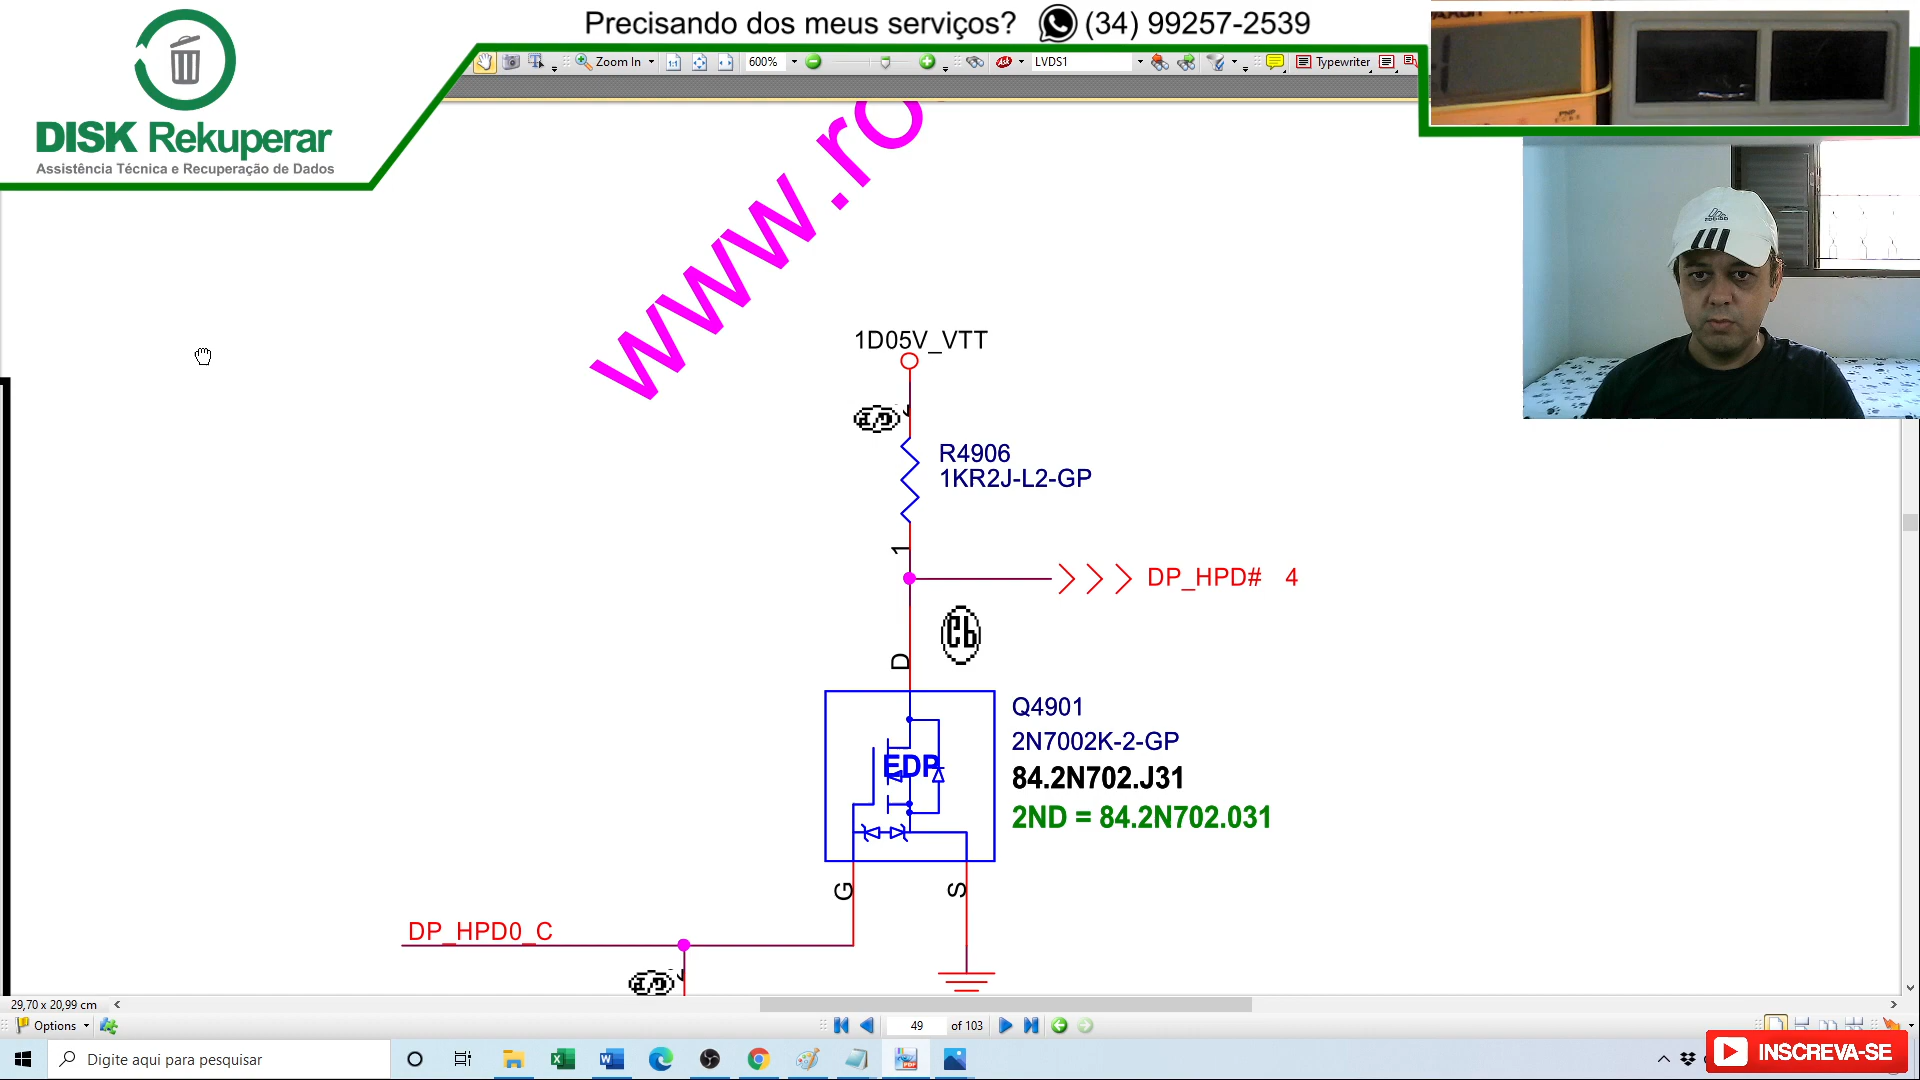 Precisando dos meus serviços? (34) 99257-2539
DISK Rekuperar
Assistência Técnica e Recuperação de Dados
Zoom In
600%
LVDS1
Typewriter
www.ro
1D05V_VTT
R4906
1KR2J-L2-GP
1
DP_HPD# 4
D
Q4901
2N7002K-2-GP
84.2N702.J31
2ND = 84.2N702.031
EDP
G
S
DP_HPD0_C
29,70 x 20,99 cm
Options
49 of 103
Digite aqui para pesquisar
INSCREVA-SE